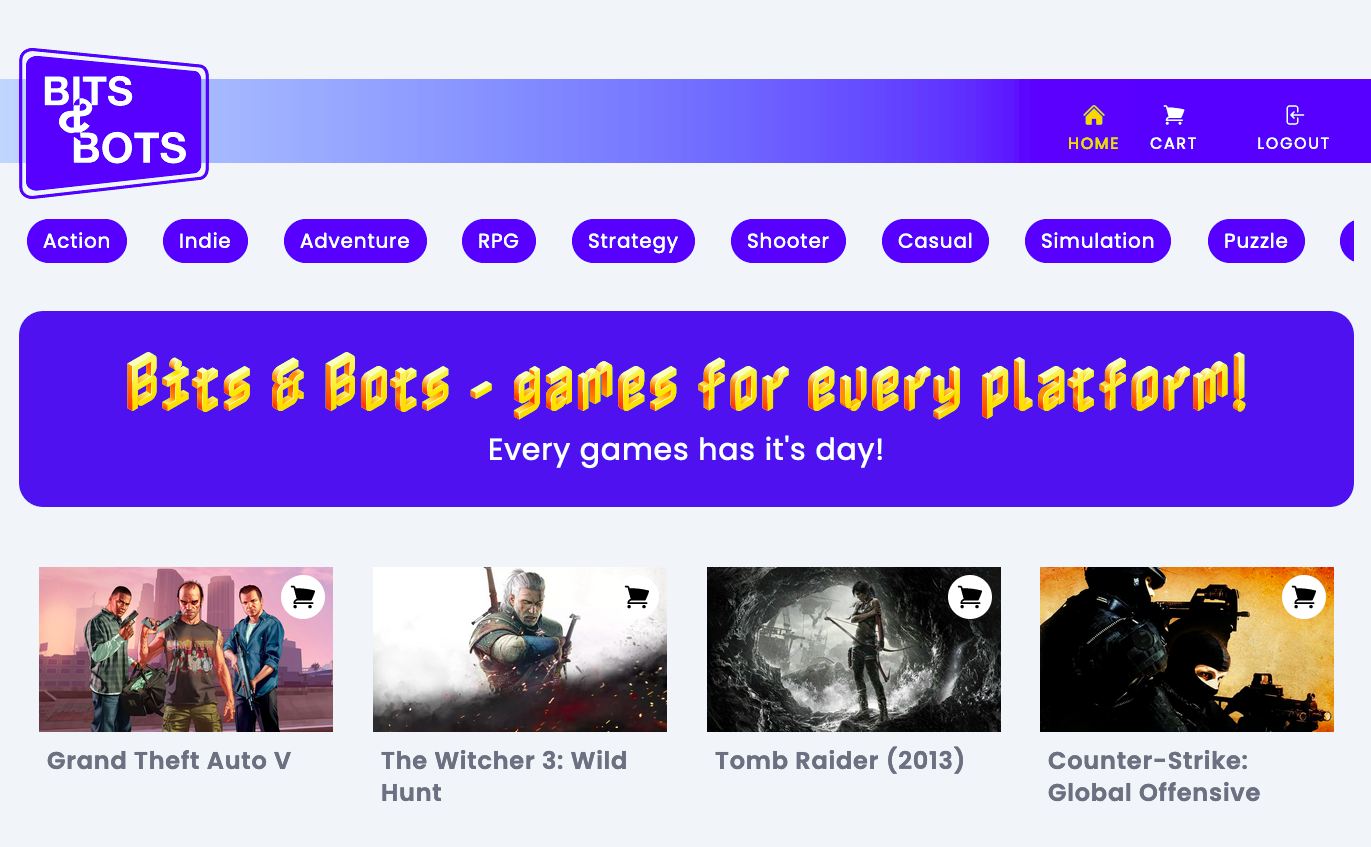 BITS
&
BOTS
HOME
CART
LOGOUT
Action
Indie
Adventure
RPG
Strategy
Shooter
Casual
Simulation
Puzzle
Bits & Bots - games for every platform!
Every games has it's day!
Grand Theft Auto V
The Witcher 3: Wild
Hunt
Tomb Raider (2013)
Counter-Strike:
Global Offensive